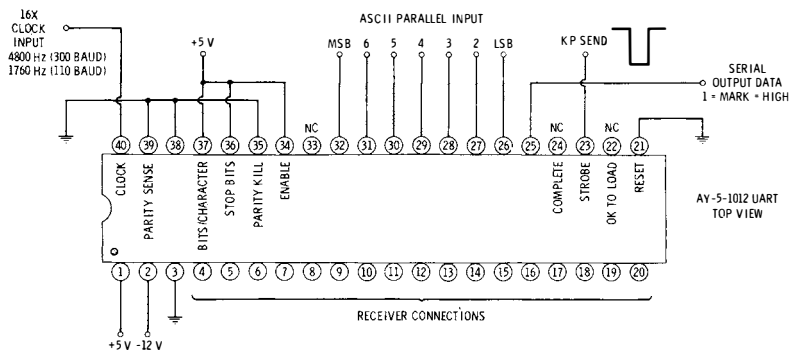 16X
CLOCK
INPUT
4800 Hz (300 BAUD)
1760 Hz (110 BAUD)
+5 V
ASCII PARALLEL INPUT
MSB 6 5 4 3 2 LSB
KP SEND
SERIAL
OUTPUT DATA
1 = MARK = HIGH
NC NC NC
40 39 38 37 36 35 34 33 32 31 30 29 28 27 26 25 24 23 22 21
CLOCK
PARITY SENSE
BITS/CHARACTER
STOP BITS
PARITY KILL
ENABLE
COMPLETE
STROBE
OK TO LOAD
RESET
AY-5-1012 UART
TOP VIEW
1 2 3 4 5 6 7 8 9 10 11 12 13 14 15 16 17 18 19 20
RECEIVER CONNECTIONS
+5 V -12 V